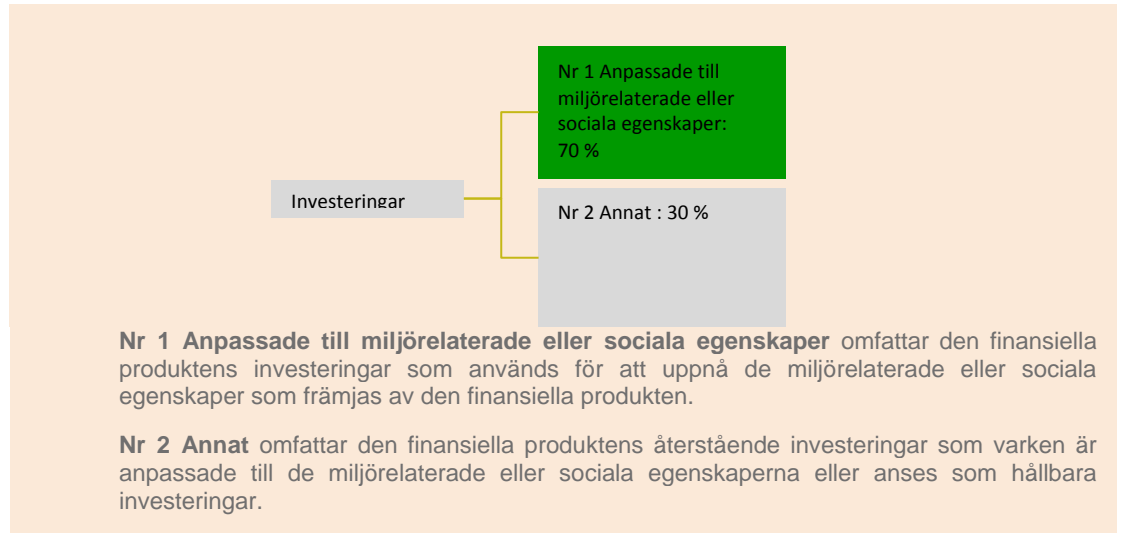 Nr 1 Anpassade till
miljörelaterade eller
sociala egenskaper:
70 %
Investeringar
Nr 2 Annat : 30 %
Nr 1 Anpassade till miljörelaterade eller sociala egenskaper omfattar den finansiella
produktens investeringar som används för att uppnå de miljörelaterade eller sociala
egenskaper som främjas av den finansiella produkten.
Nr 2 Annat omfattar den finansiella produktens återstående investeringar som varken är
anpassade till de miljörelaterade eller sociala egenskaperna eller anses som hållbara
investeringar.